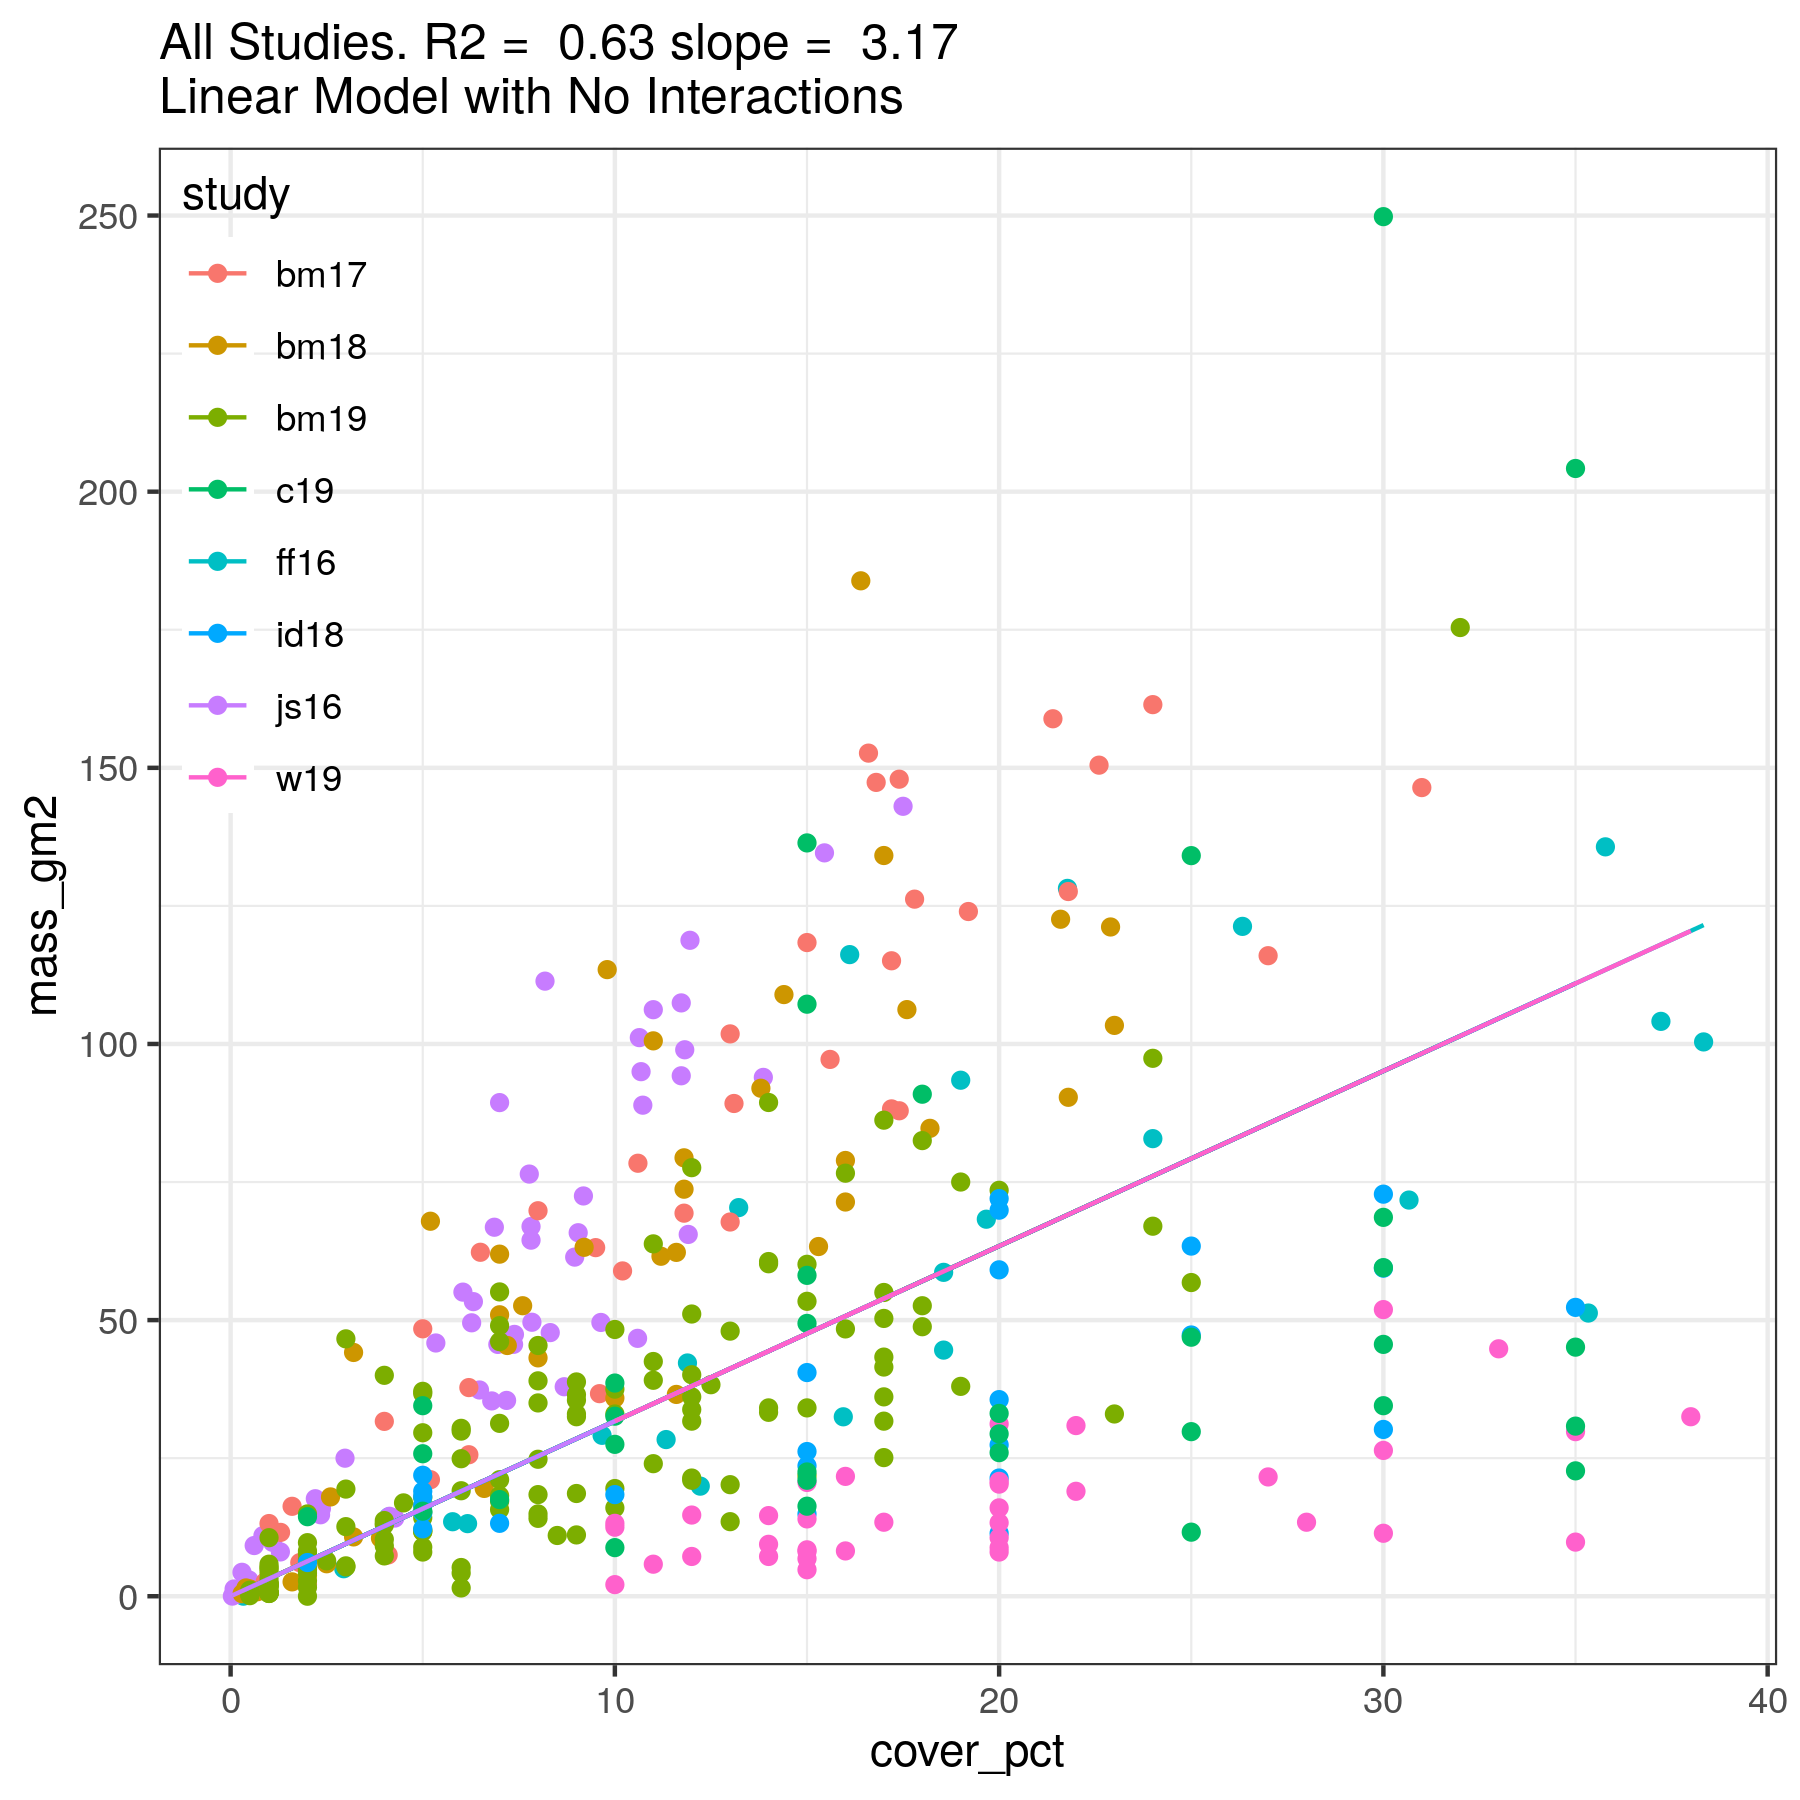 All Studies. R2 =  0.63 slope =  3.17
Linear Model with No Interactions
study
bm17
bm18
bm19
c19
ff16
id18
js16
w19
250
200
150
100
50
0
mass_gm2
0 10 20 30 40
cover_pct